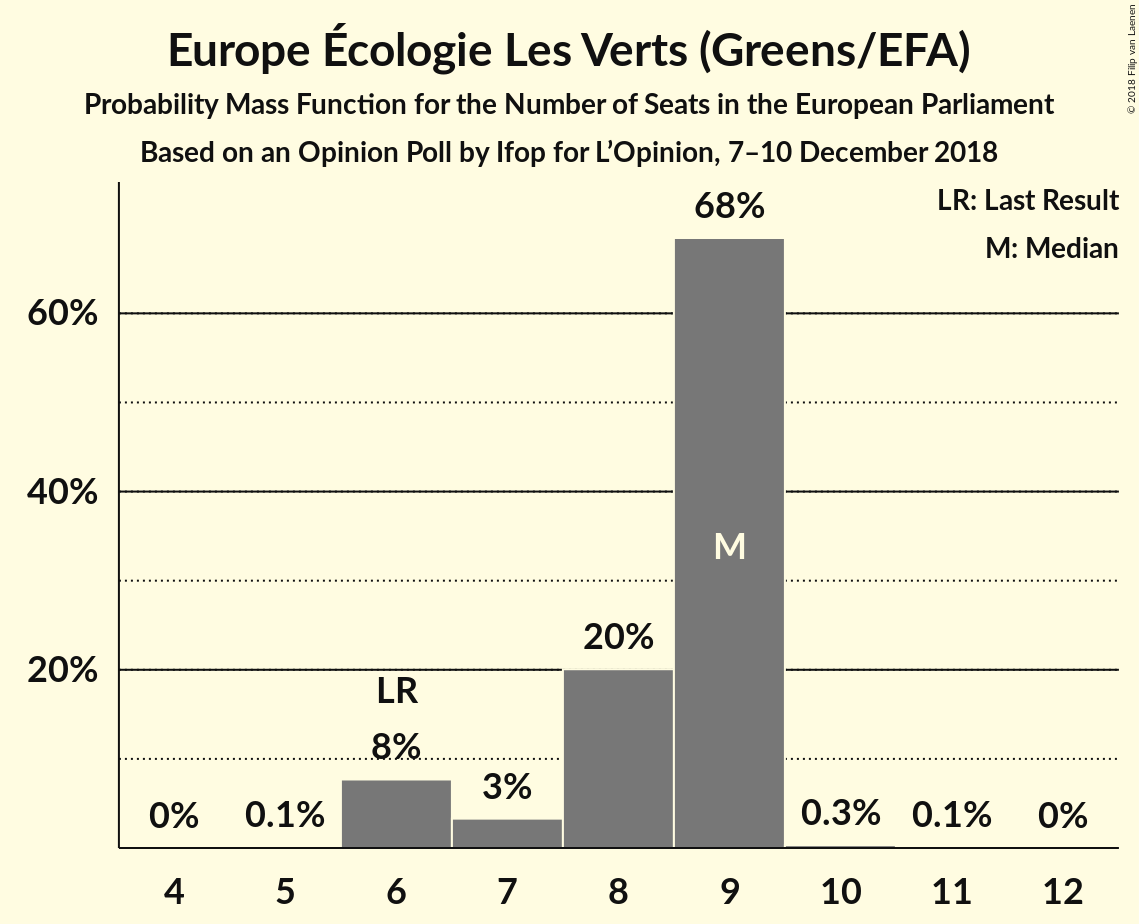 Europe Écologie Les Verts (Greens/EFA)
Probability Mass Function for the Number of Seats in the European Parliament
Based on an Opinion Poll by Ifop for L’Opinion, 7–10 December 2018
© 2018 Filip van Laenen
LR: Last Result
M: Median
68%
60%
40%
M
20%
20%
LR
8%
3%
0%
0.1%
0.3%
0.1%
0%
4 5 6 7 8 9 10 11 12